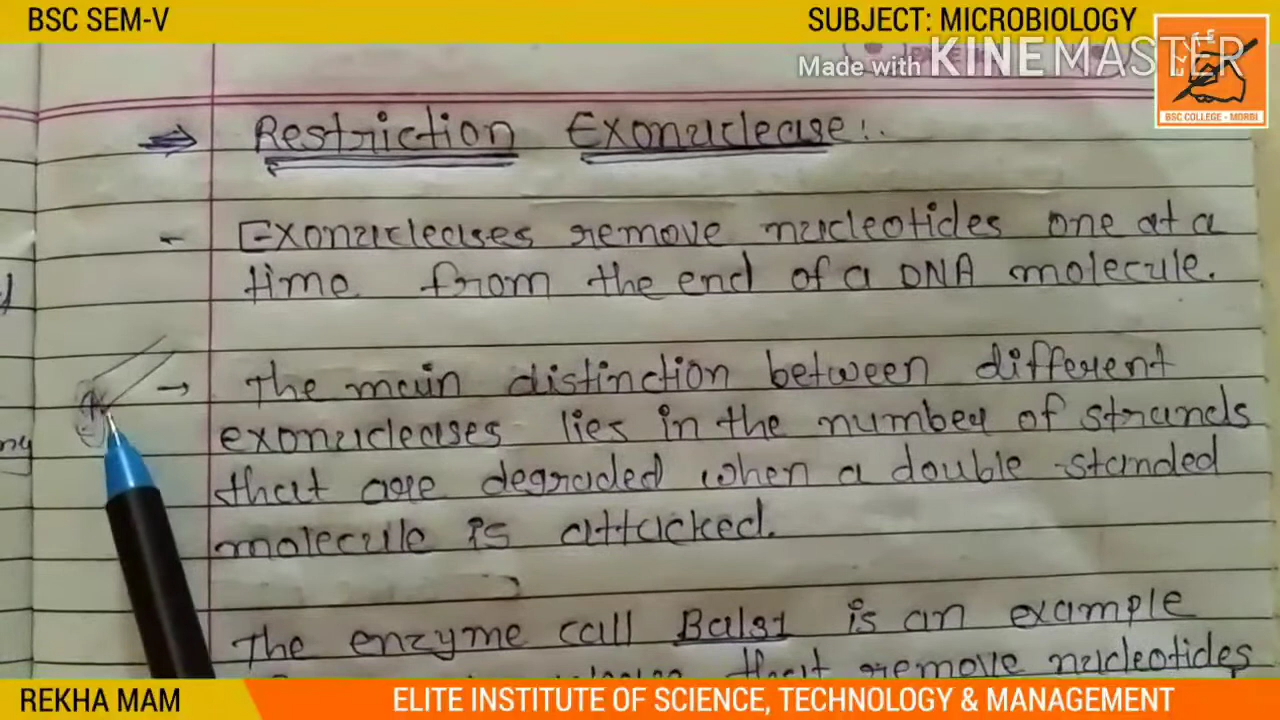 BSC SEM-V
SUBJECT: MICROBIOLOGY
Made with KINEMASTER
BSC COLLEGE - MORBI
⇒ Restriction Exonuclease:.
- Exonucleases remove nucleotides one at a
time from the end of a DNA molecule.
→ The main distinction between different
exonucleases lies in the number of strands
that are degraded when a double-standed
molecule is attacked.
The enzyme call Bal31 is an example
that remove nucleotides
REKHA MAM
ELITE INSTITUTE OF SCIENCE, TECHNOLOGY & MANAGEMENT